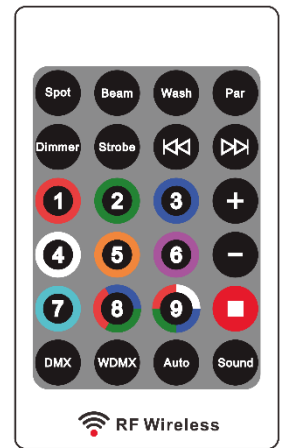 Spot Beam Wash Par
Dimmer Strobe
1 2 3 +
4 5 6 -
7 8 9
DMX WDMX Auto Sound
RF Wireless